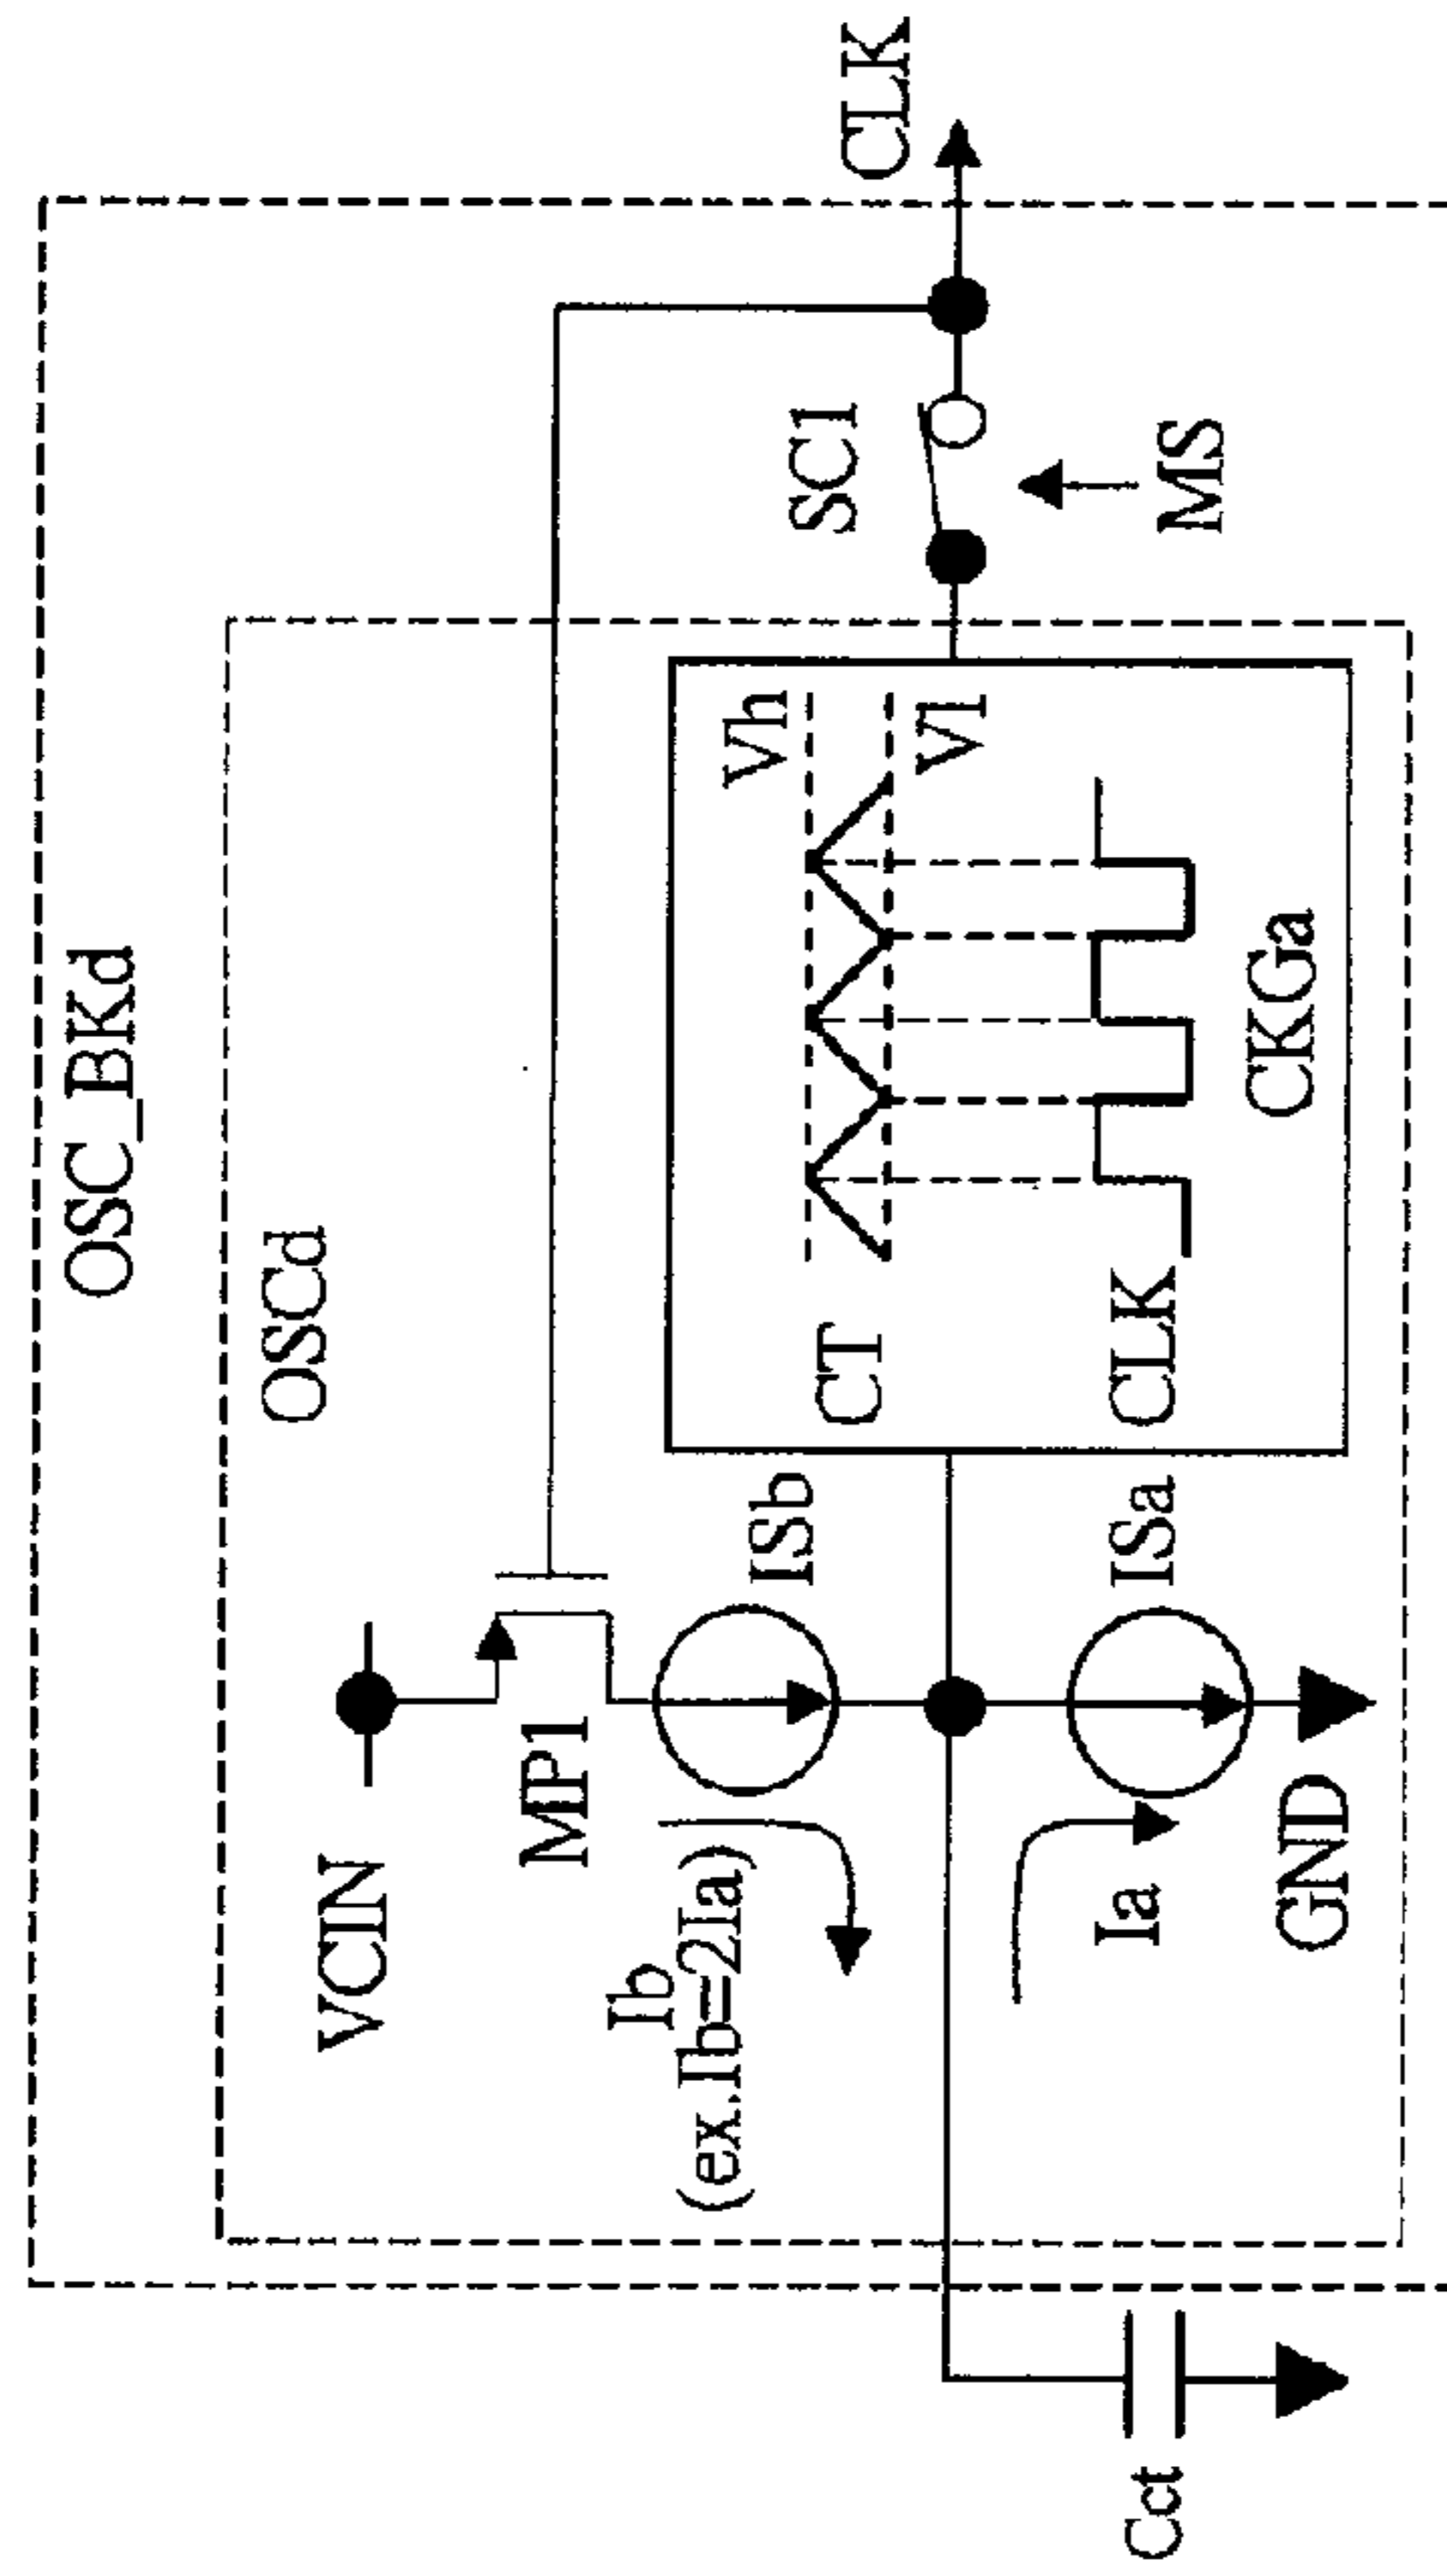 OSC_BKd
OSCd
VCIN
MP1
Ib
(ex.Ib=2Ia)
ISb
Ia
ISa
GND
Cct
CT
Vh
Vl
CLK
CKGa
SC1
MS
CLK